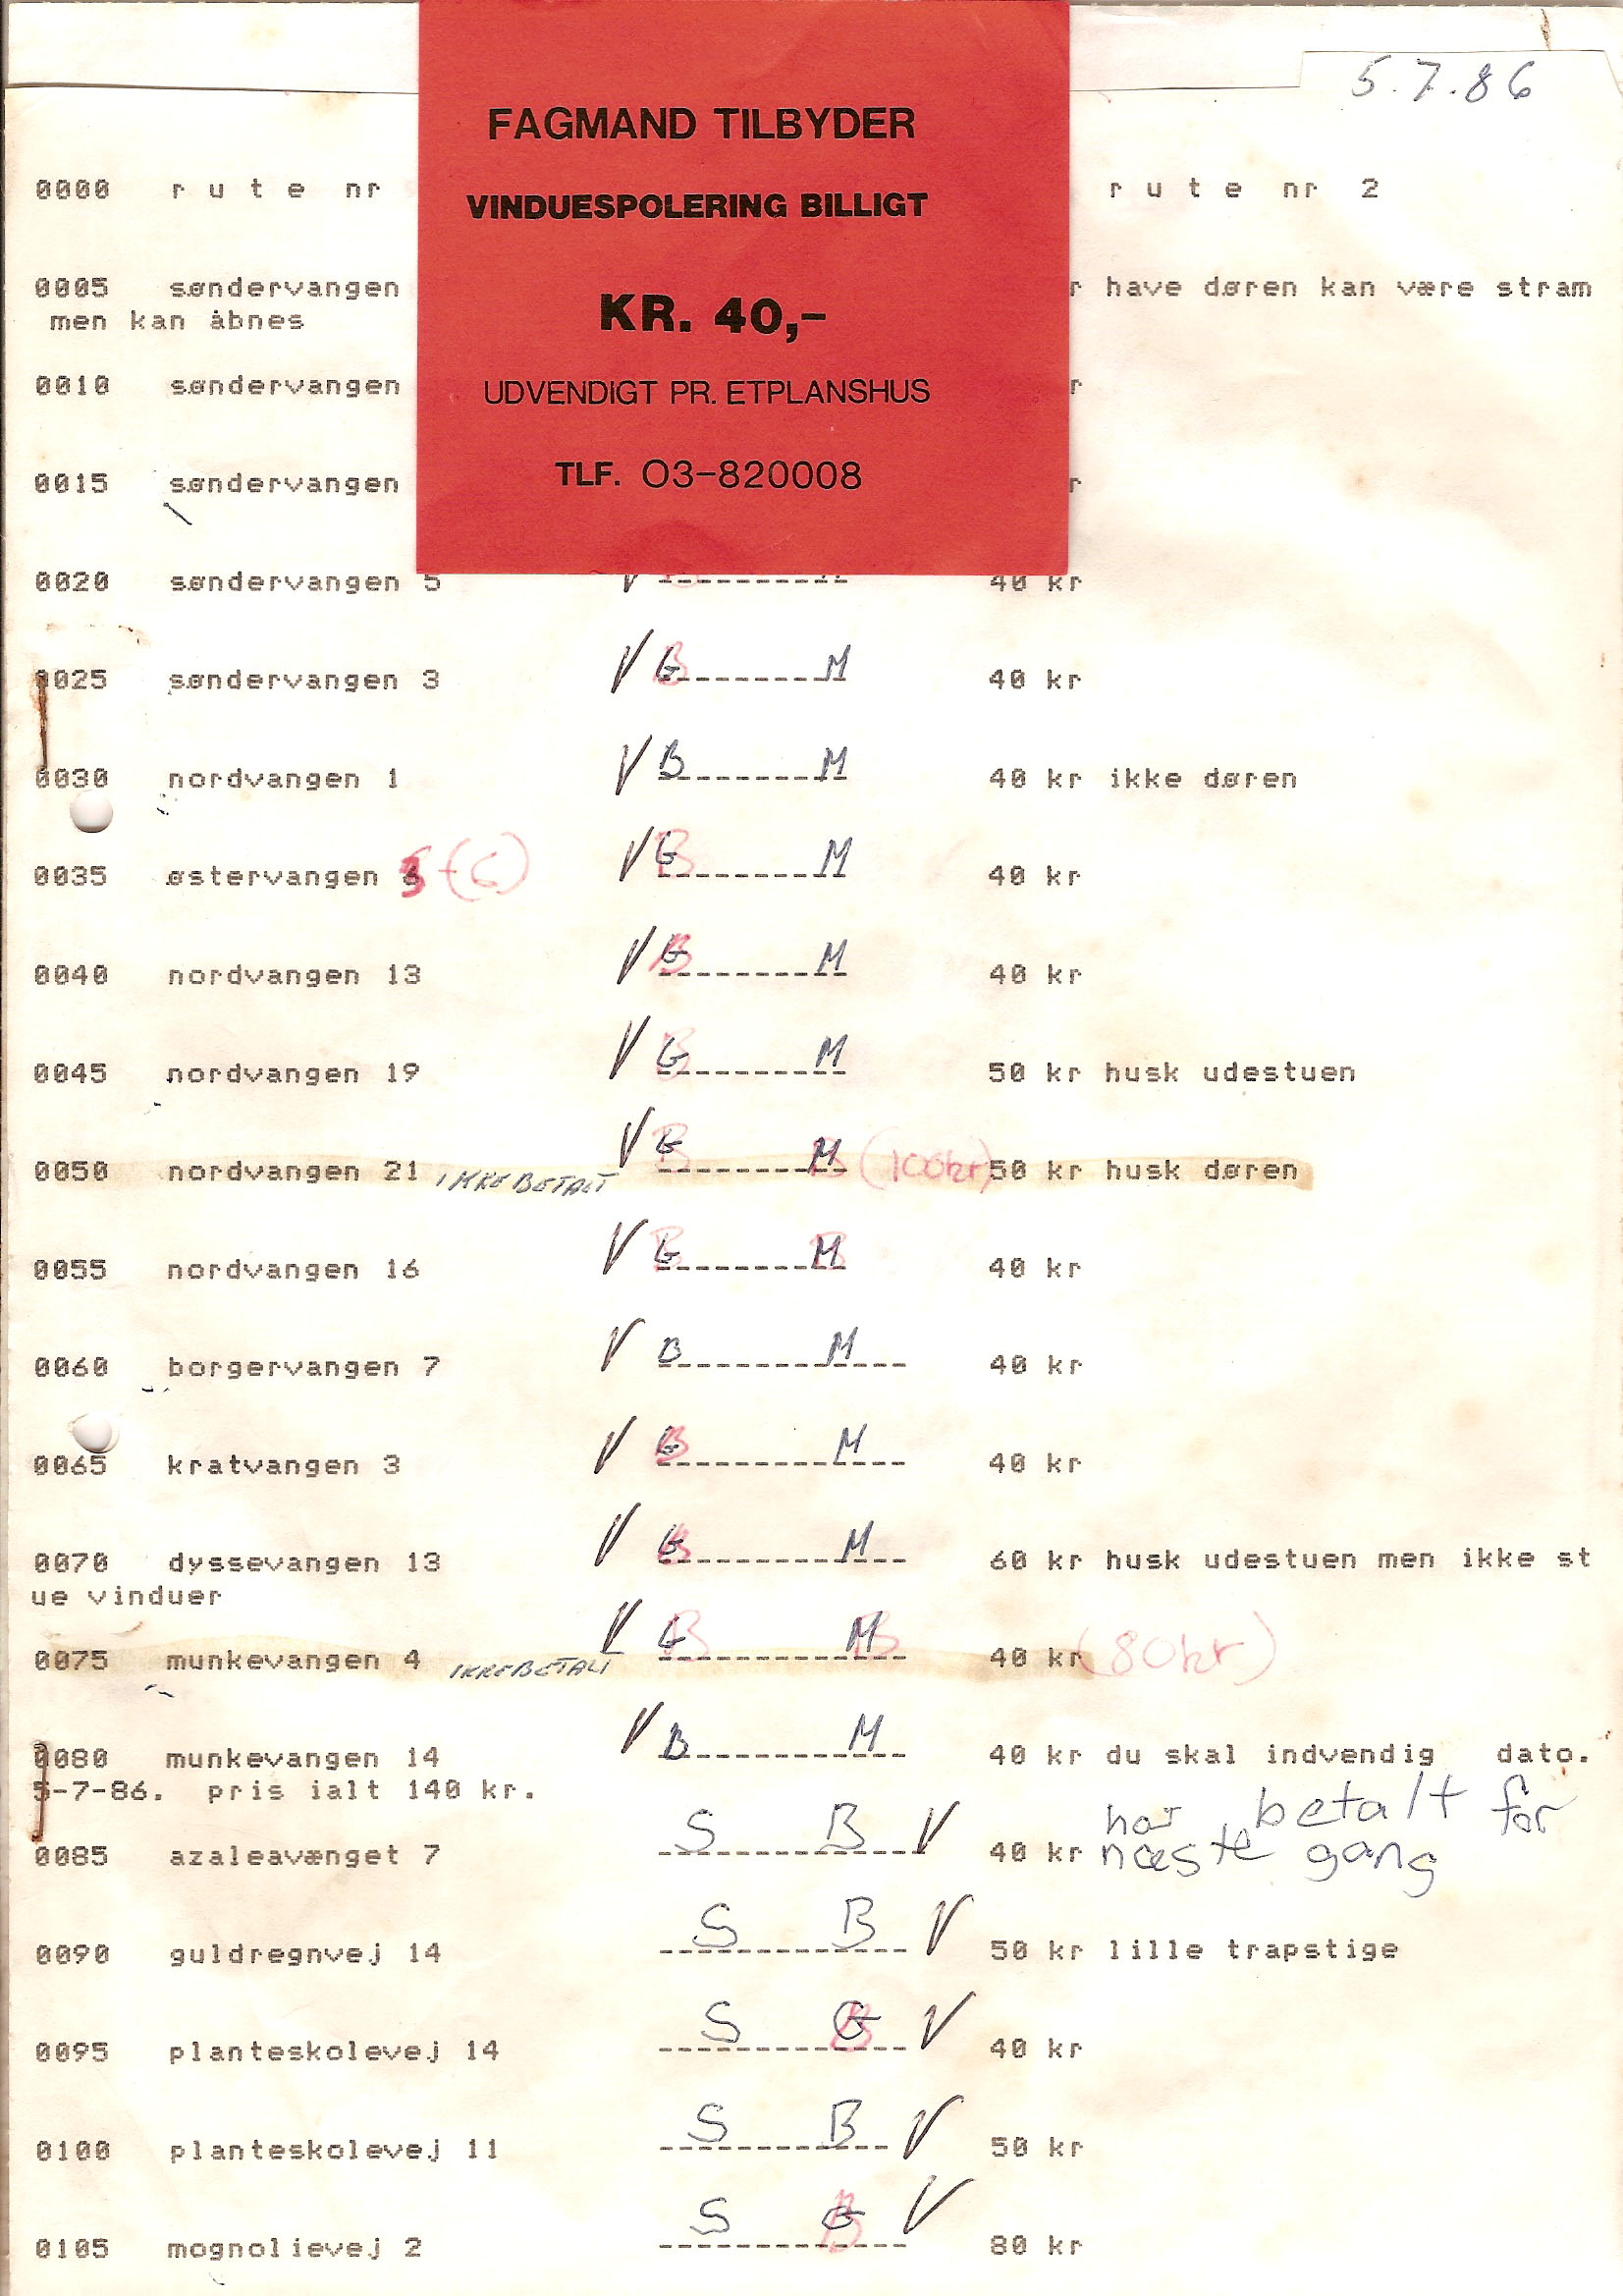 5.7.86
FAGMAND TILBYDER
VINDUESPOLERING BILLIGT
KR. 40,-
UDVENDIGT PR. ETPLANSHUS
TLF. 03-820008
0000 r u t e nr r u t e nr 2
0005 søndervangen r have døren kan være stram
men kan åbnes
0010 søndervangen r
0015 søndervangen r
0020 søndervangen 5 V 40 kr
0025 søndervangen 3 V G M 40 kr
0030 nordvangen 1 V B M 40 kr ikke døren
0035 østervangen 5 (6) V G M 40 kr
0040 nordvangen 13 V G M 40 kr
0045 nordvangen 19 V G M 50 kr husk udestuen
0050 nordvangen 21 IKKE BETALT V G M (100kr) 50 kr husk døren
0055 nordvangen 16 V G M 40 kr
0060 borgervangen 7 V B M 40 kr
0065 kratvangen 3 V G M 40 kr
0070 dyssevangen 13 V G M 60 kr husk udestuen men ikke st
ue vinduer
0075 munkevangen 4 IKKE BETALT V G B M B 40 kr (80kr)
0080 munkevangen 14 V B M 40 kr du skal indvendig dato.
5-7-86. pris ialt 140 kr.
har betalt for
0085 azaleavænget 7 S B V 40 kr næste gang
0090 guldregnvej 14 S B V 50 kr lille trapstige
0095 planteskolevej 14 S G V 40 kr
0100 planteskolevej 11 S B V 50 kr
0105 mognolievej 2 S G V 80 kr